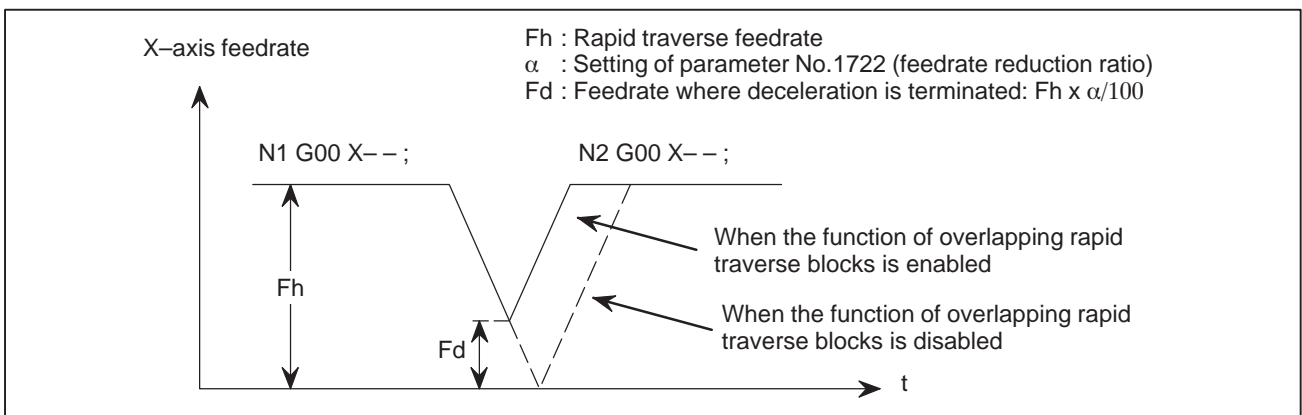 X–axis feedrate
Fh : Rapid traverse feedrate
α : Setting of parameter No.1722 (feedrate reduction ratio)
Fd : Feedrate where deceleration is terminated: Fh x α/100
N1 G00 X– – ;
N2 G00 X– – ;
When the function of overlapping rapid
traverse blocks is enabled
Fh
When the function of overlapping rapid
traverse blocks is disabled
Fd
t